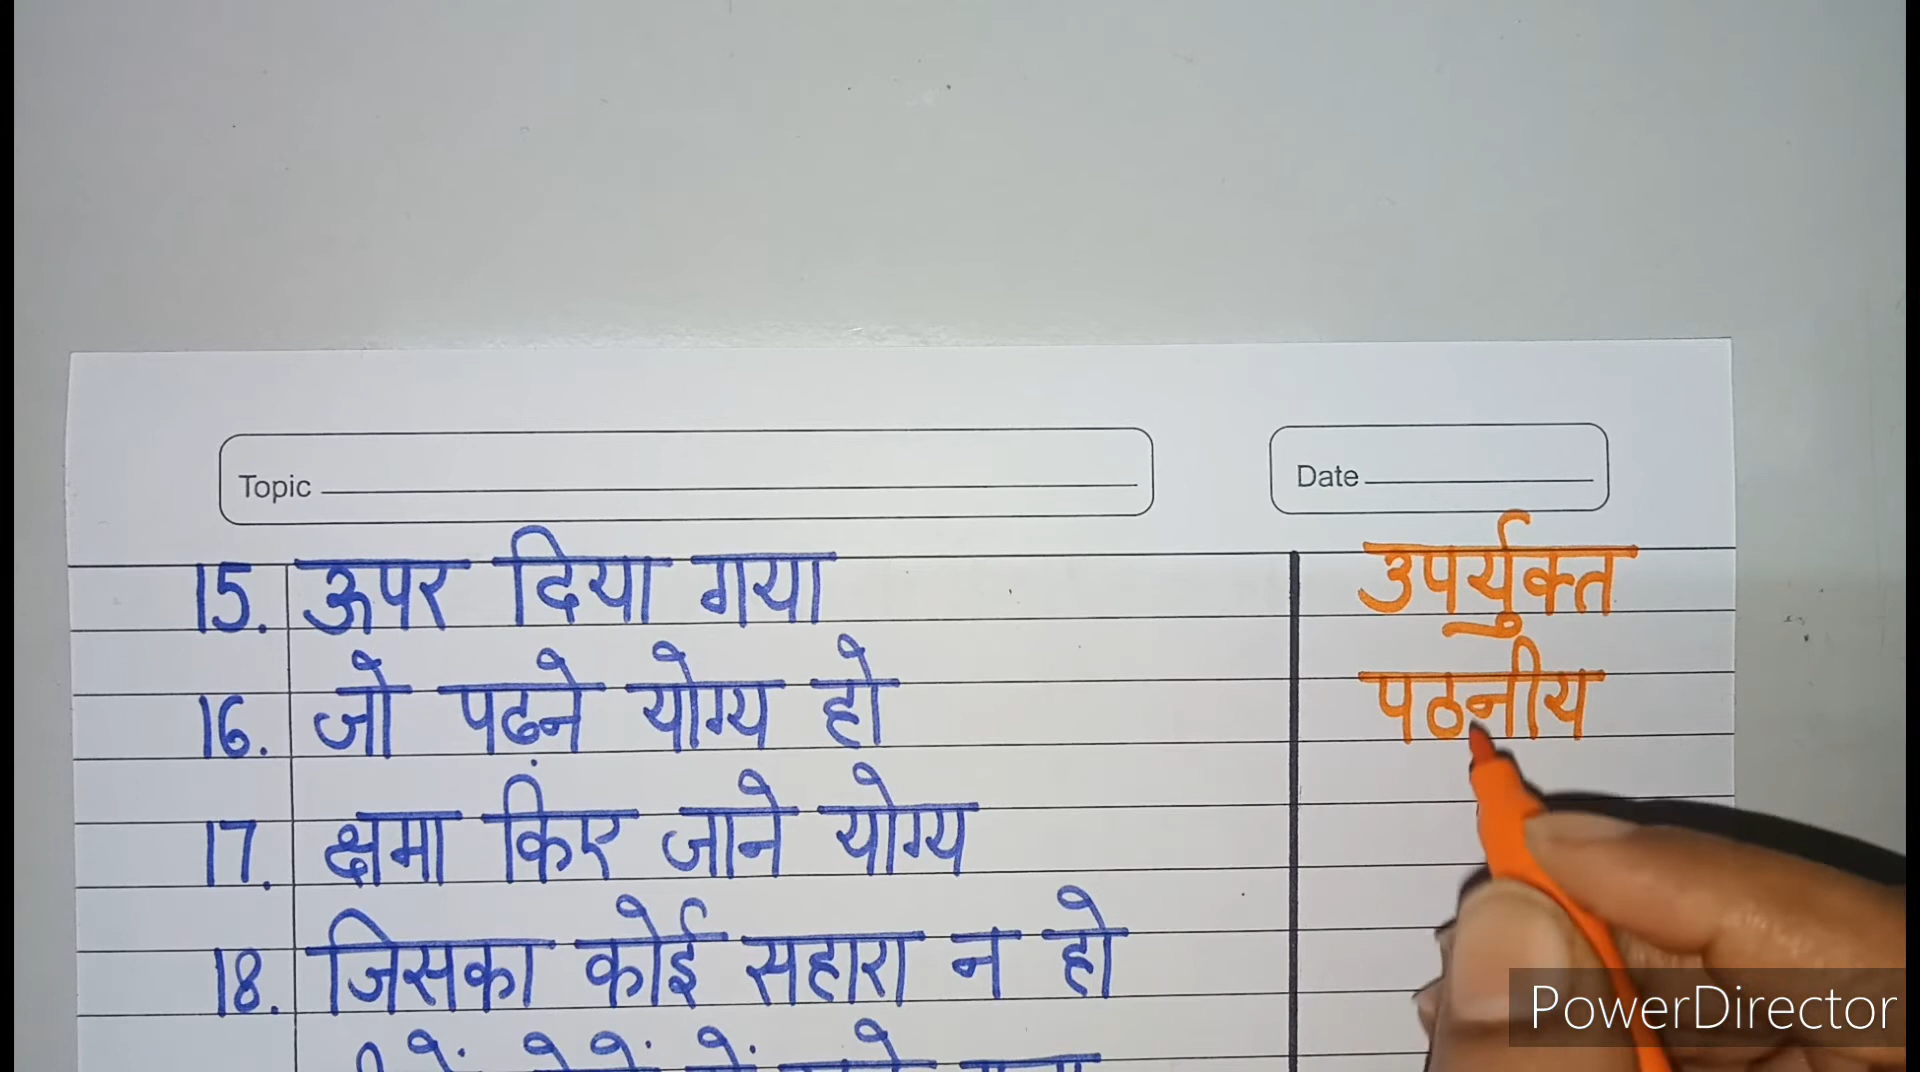 Topic
Date
15. ऊपर दिया गया उपर्युक्त
16. जो पढ़ने योग्य हो पठनीय
17. क्षमा किए जाने योग्य
18. जिसका कोई सहारा न हो
PowerDirector